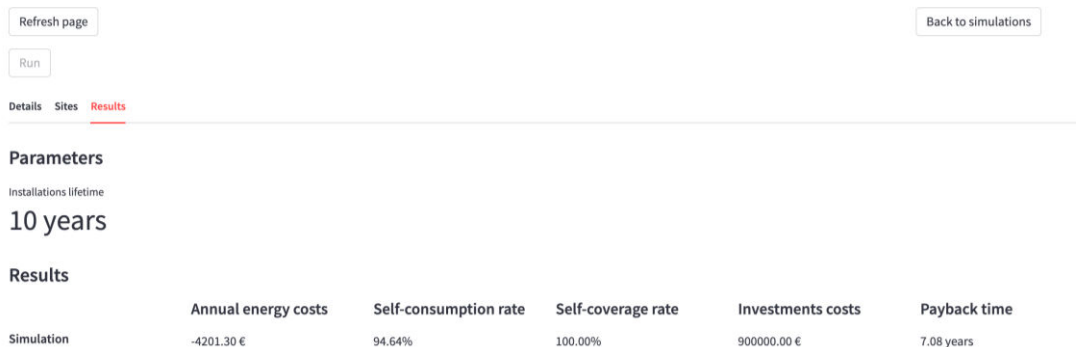 Refresh page Back to simulations
Run
Details Sites Results
Parameters
Installations lifetime
10 years
Results
Annual energy costs Self-consumption rate Self-coverage rate Investments costs Payback time
Simulation -4201.30 € 94.64% 100.00% 900000.00 € 7.08 years